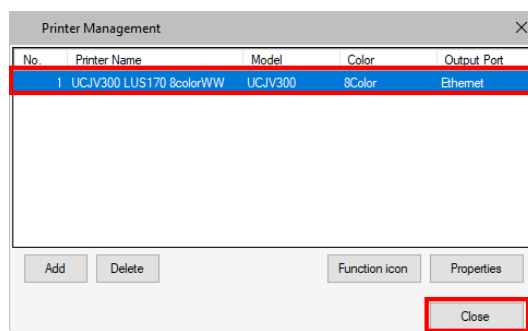 Printer Management
No. Printer Name Model Color Output Port
1 UCJV300 LUS170 8colorWW UCJV300 8Color Ethernet
Add Delete Function icon Properties
Close